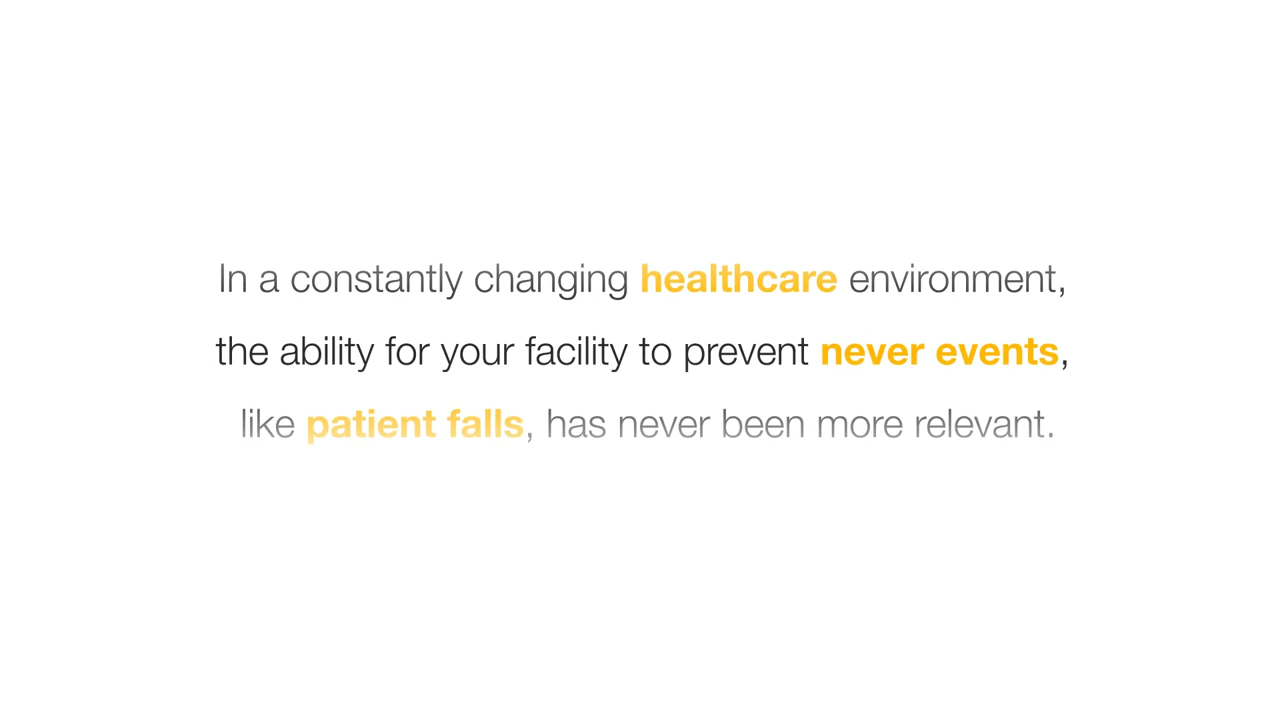 In a constantly changing healthcare environment,
the ability for your facility to prevent never events,
like patient falls, has never been more relevant.